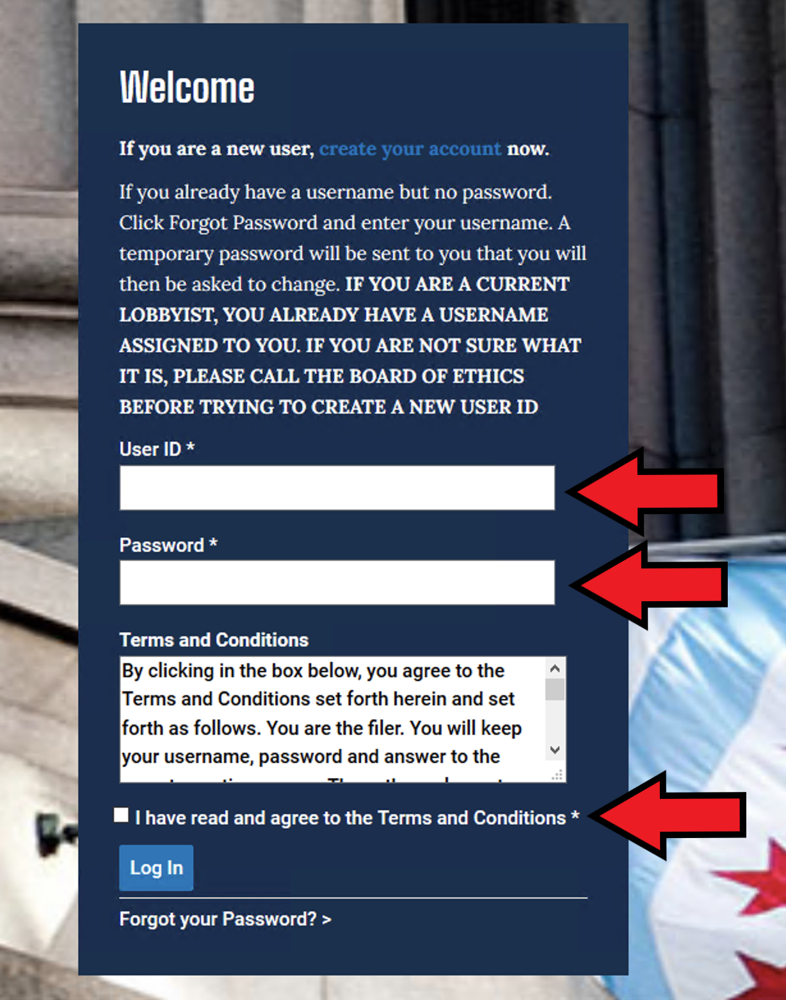 Welcome
If you are a new user, create your account now.
If you already have a username but no password.
Click Forgot Password and enter your username. A
temporary password will be sent to you that you will
then be asked to change. IF YOU ARE A CURRENT
LOBBYIST, YOU ALREADY HAVE A USERNAME
ASSIGNED TO YOU. IF YOU ARE NOT SURE WHAT
IT IS, PLEASE CALL THE BOARD OF ETHICS
BEFORE TRYING TO CREATE A NEW USER ID
User ID *
Password *
Terms and Conditions
By clicking in the box below, you agree to the
Terms and Conditions set forth herein and set
forth as follows. You are the filer. You will keep
your username, password and answer to the
I have read and agree to the Terms and Conditions *
Log In
Forgot your Password? >